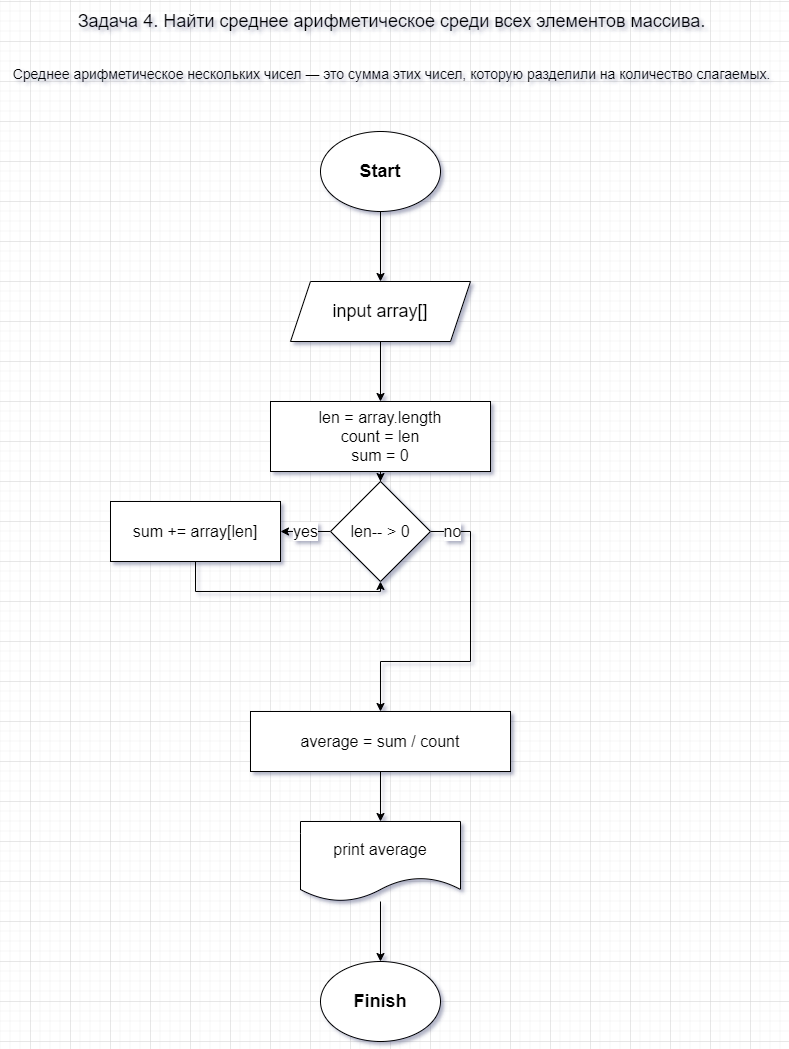 Задача 4. Найти среднее арифметическое среди всех элементов массива.
Среднее арифметическое нескольких чисел — это сумма этих чисел, которую разделили на количество слагаемых.
Start
input array[]
len = array.length
count = len
sum = 0
sum += array[len]
yes
len-- > 0
no
average = sum / count
print average
Finish